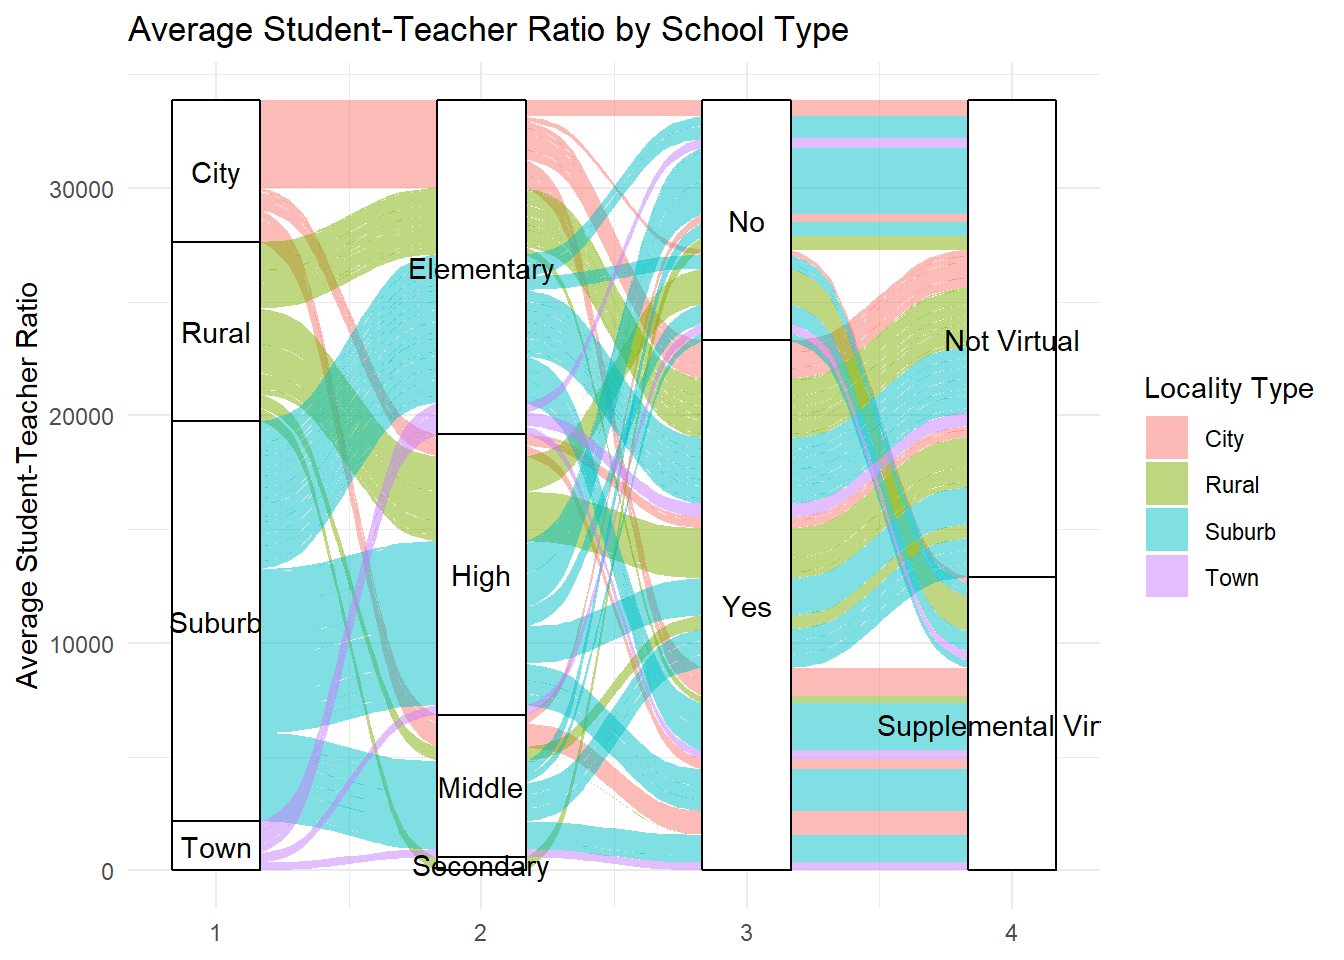 Average Student-Teacher Ratio by School Type
Average Student-Teacher Ratio
30000
20000
10000
0
City
Rural
Suburb
Town
Elementary
High
Middle
Secondary
No
Yes
Not Virtual
Supplemental Vir
1
2
3
4
Locality Type
City
Rural
Suburb
Town